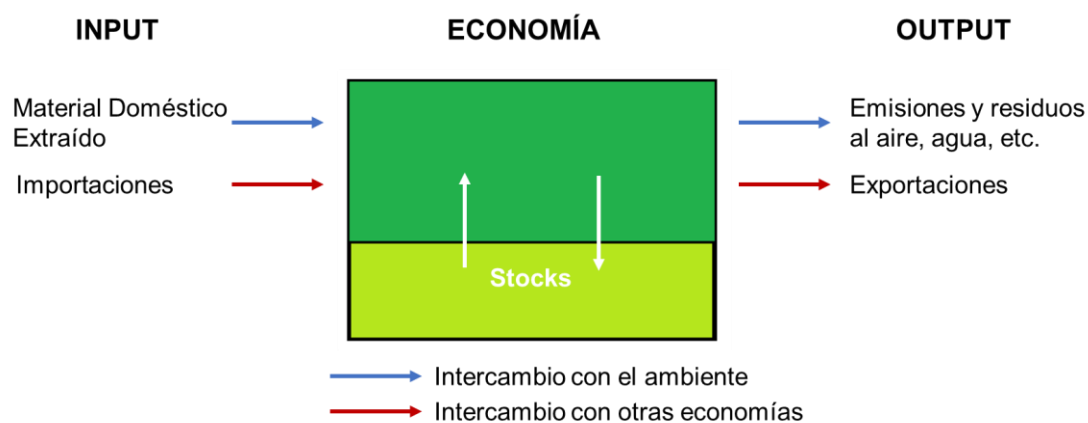 INPUT
ECONOMÍA
OUTPUT
Material Doméstico
Extraído
Emisiones y residuos
al aire, agua, etc.
Importaciones
Exportaciones
Stocks
Intercambio con el ambiente
Intercambio con otras economías